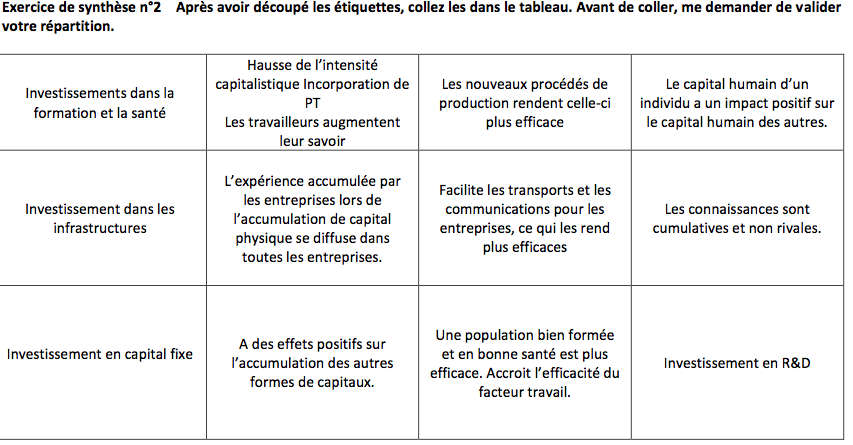 Exercice de synthèse n°2 Après avoir découpé les étiquettes, collez les dans le tableau. Avant de coller, me demander de valider
votre répartition.
Investissements dans la
formation et la santé
Hausse de l'intensité
capitalistique Incorporation de
PT
Les travailleurs augmentent
leur savoir
Les nouveaux procédés de
production rendent celle-ci
plus efficace
Le capital humain d'un
individu a un impact positif sur
le capital humain des autres.
Investissement dans les
infrastructures
L'expérience accumulée par
les entreprises lors de
l'accumulation de capital
physique se diffuse dans
toutes les entreprises.
Facilite les transports et les
communications pour les
entreprises, ce qui les rend
plus efficaces
Les connaissances sont
cumulatives et non rivales.
Investissement en capital fixe
A des effets positifs sur
l'accumulation des autres
formes de capitaux.
Une population bien formée
et en bonne santé est plus
efficace. Accroit l'efficacité du
facteur travail.
Investissement en R&D